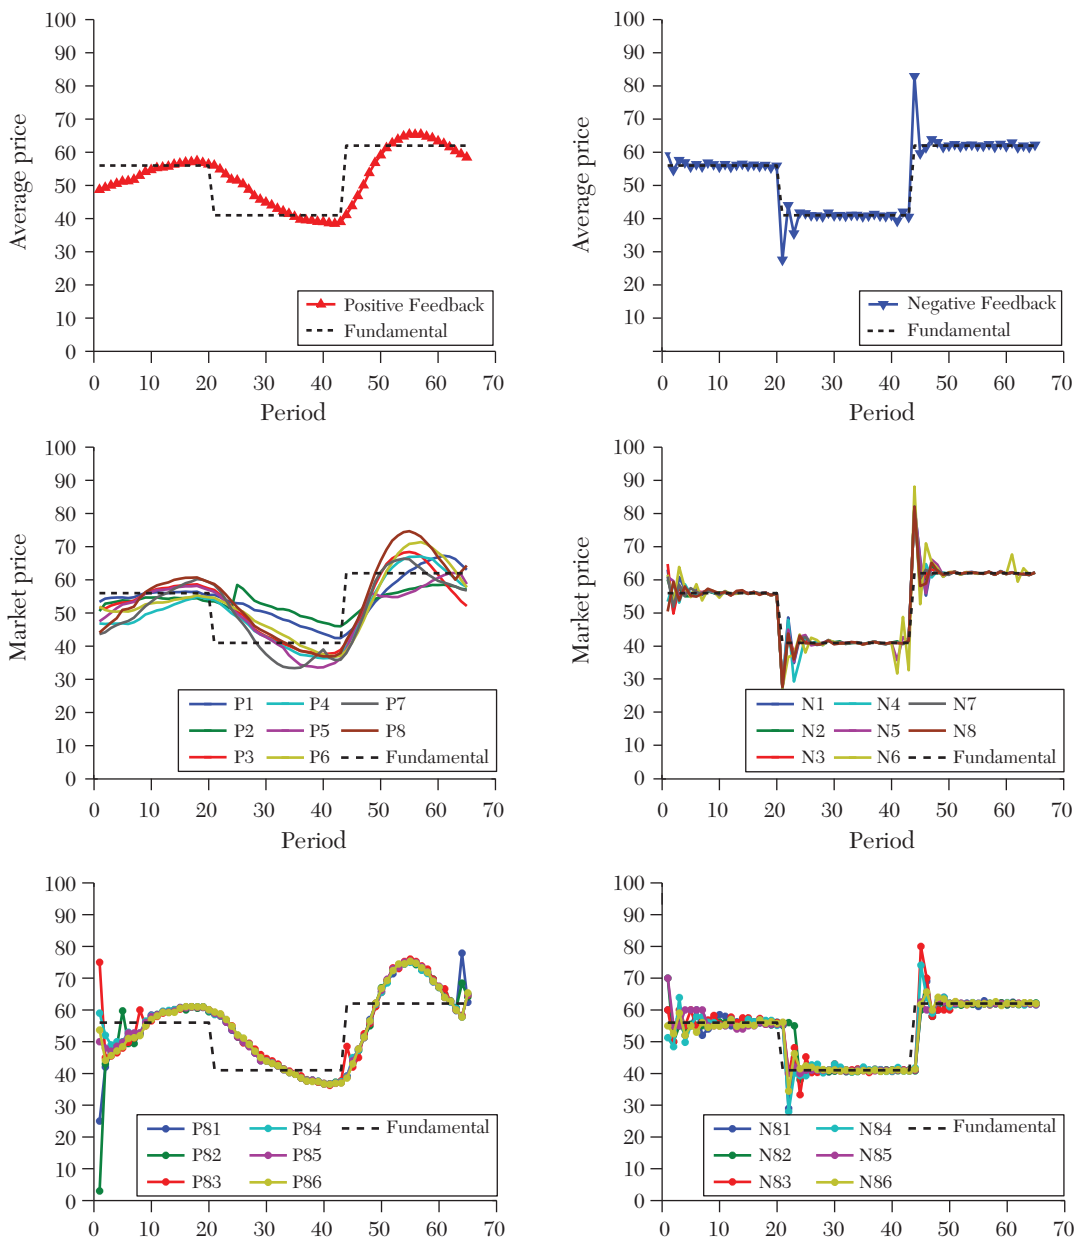 100
90
80
70
60
50
40
30
20
10
0
Average price
Positive Feedback
Fundamental
0 10 20 30 40 50 60 70
Period
100
90
80
70
60
50
40
30
20
10
Average price
Negative Feedback
Fundamental
0 10 20 30 40 50 60 70
Period
100
90
80
70
60
50
40
30
20
10
0
Market price
P1 P4 P7
P2 P5 P8
P3 P6 Fundamental
0 10 20 30 40 50 60 70
Period
100
90
80
70
60
50
40
30
20
10
0
Market price
N1 N4 N7
N2 N5 N8
N3 N6 Fundamental
0 10 20 30 40 50 60 70
Period
100
90
80
70
60
50
40
30
20
10
0
P81 P84 Fundamental
P82 P85
P83 P86
0 10 20 30 40 50 60 70
100
90
80
70
60
50
40
30
20
10
0
N81 N84 Fundamental
N82 N85
N83 N86
0 10 20 30 40 50 60 70